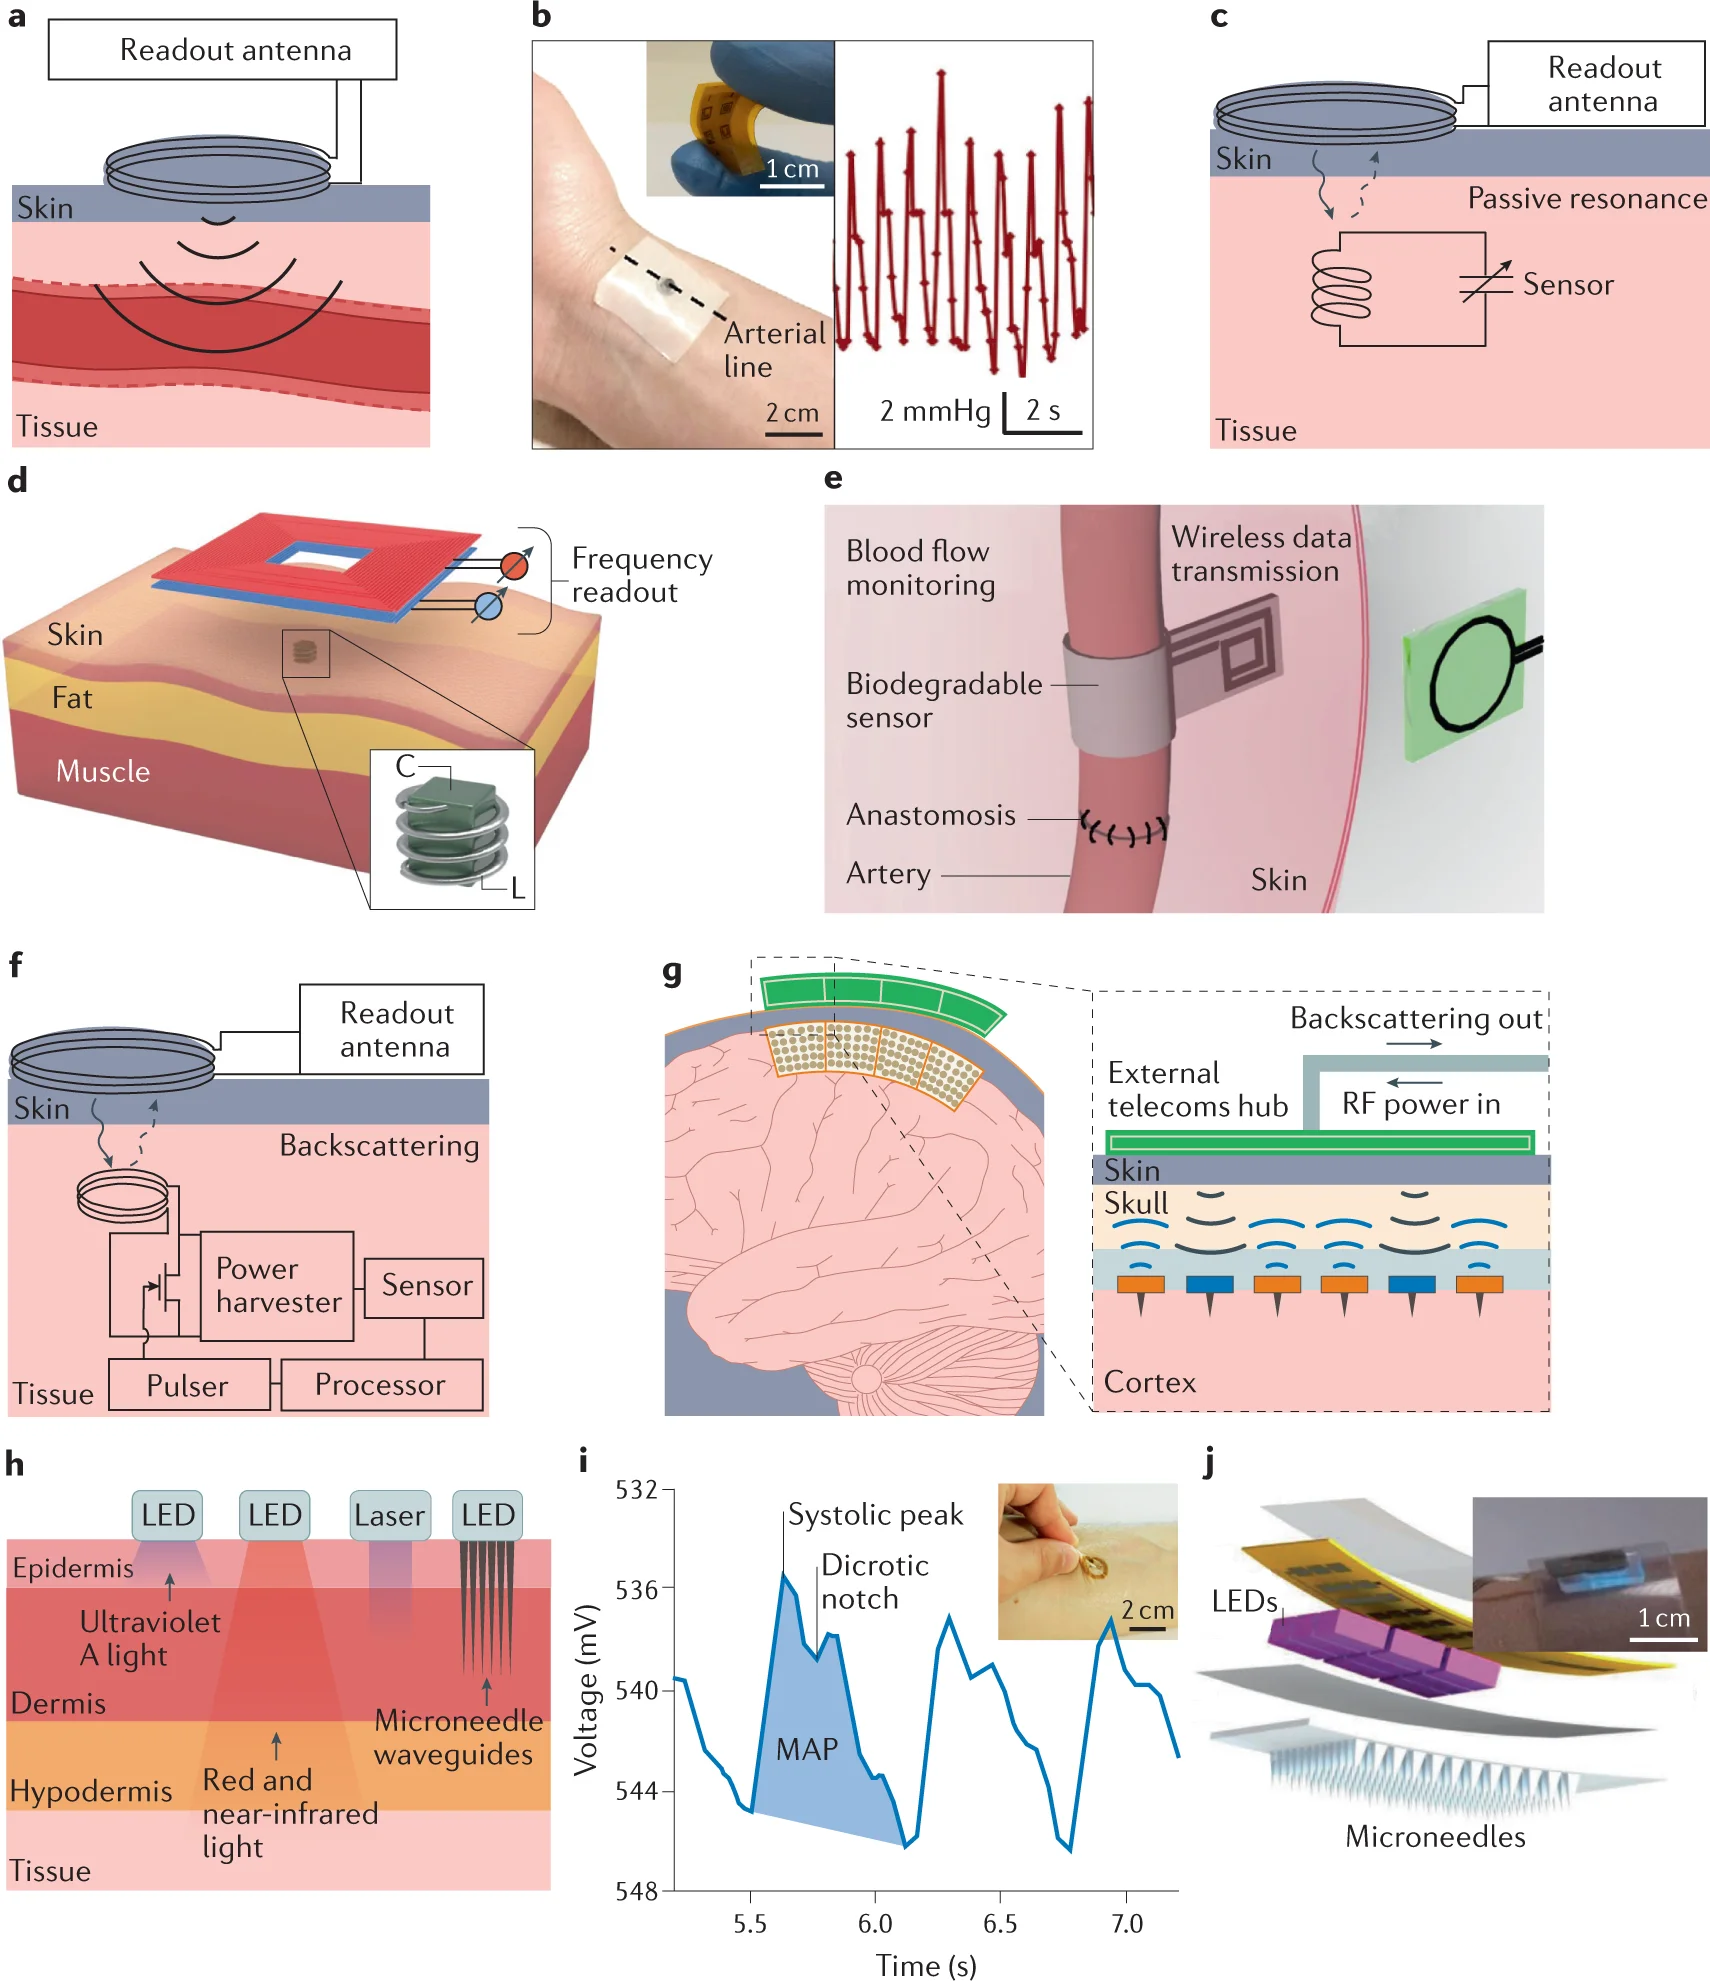 a
Readout antenna
Skin
Tissue
b
1 cm
Arterial
line
2 cm
2 mmHg
2 s
c
Readout
antenna
Skin
Passive resonance
Sensor
Tissue
d
Frequency
readout
Skin
Fat
Muscle
C
L
e
Blood flow
monitoring
Wireless data
transmission
Biodegradable
sensor
Anastomosis
Artery
Skin
f
Readout
antenna
Skin
Backscattering
Power
harvester
Sensor
Pulser
Processor
Tissue
g
Backscattering out
External
telecoms hub
RF power in
Skin
Skull
Cortex
h
LED
LED
Laser
LED
Epidermis
Ultraviolet
A light
Dermis
Microneedle
waveguides
Hypodermis
Red and
near-infrared
light
Tissue
i
532
536
540
544
548
Voltage (mV)
Systolic peak
Dicrotic
notch
MAP
2 cm
5.5
6.0
6.5
7.0
Time (s)
j
LEDs
1 cm
Microneedles